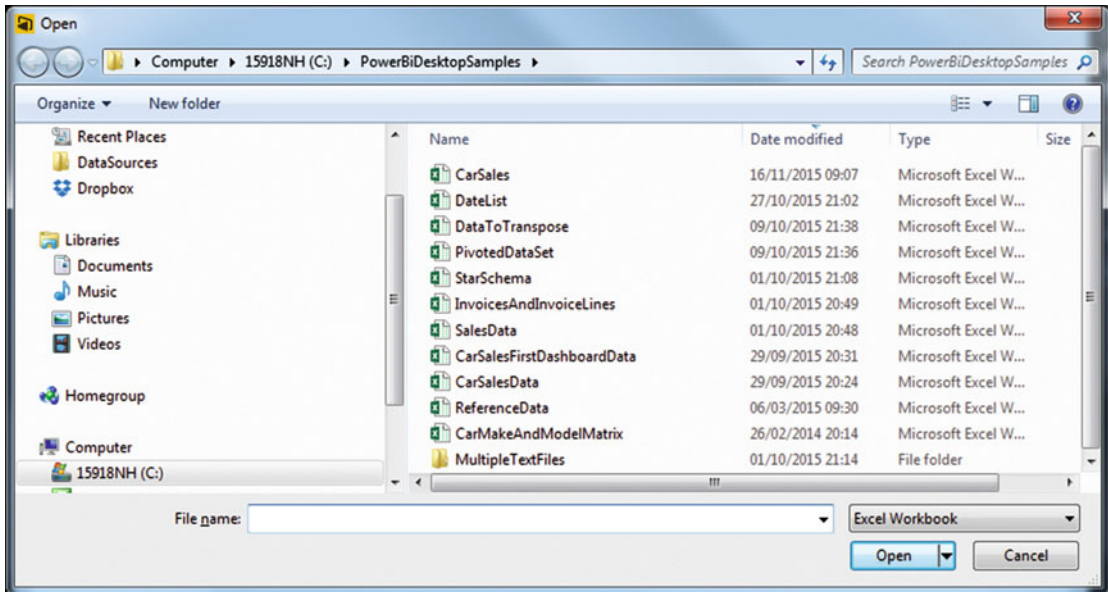 Open
Computer 15918NH (C:) PowerBiDesktopSamples
Search PowerBiDesktopSamples
Organize New folder
Recent Places
DataSources
Dropbox
Libraries
Documents
Music
Pictures
Videos
Homegroup
Computer
15918NH (C:)
Name Date modified Type Size
CarSales 16/11/2015 09:07 Microsoft Excel W...
DateList 27/10/2015 21:02 Microsoft Excel W...
DataToTranspose 09/10/2015 21:38 Microsoft Excel W...
PivotedDataSet 09/10/2015 21:36 Microsoft Excel W...
StarSchema 01/10/2015 21:08 Microsoft Excel W...
InvoicesAndInvoiceLines 01/10/2015 20:49 Microsoft Excel W...
SalesData 01/10/2015 20:48 Microsoft Excel W...
CarSalesFirstDashboardData 29/09/2015 20:31 Microsoft Excel W...
CarSalesData 29/09/2015 20:24 Microsoft Excel W...
ReferenceData 06/03/2015 09:30 Microsoft Excel W...
CarMakeAndModelMatrix 26/02/2014 20:14 Microsoft Excel W...
MultipleTextFiles 01/10/2015 21:14 File folder
File name: Excel Workbook
Open Cancel